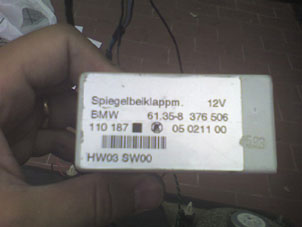 Spiegelbeiklappm. 12V
BMW 61.35-8 376 506
110 187 K 05 0211 00
HW03 SW00